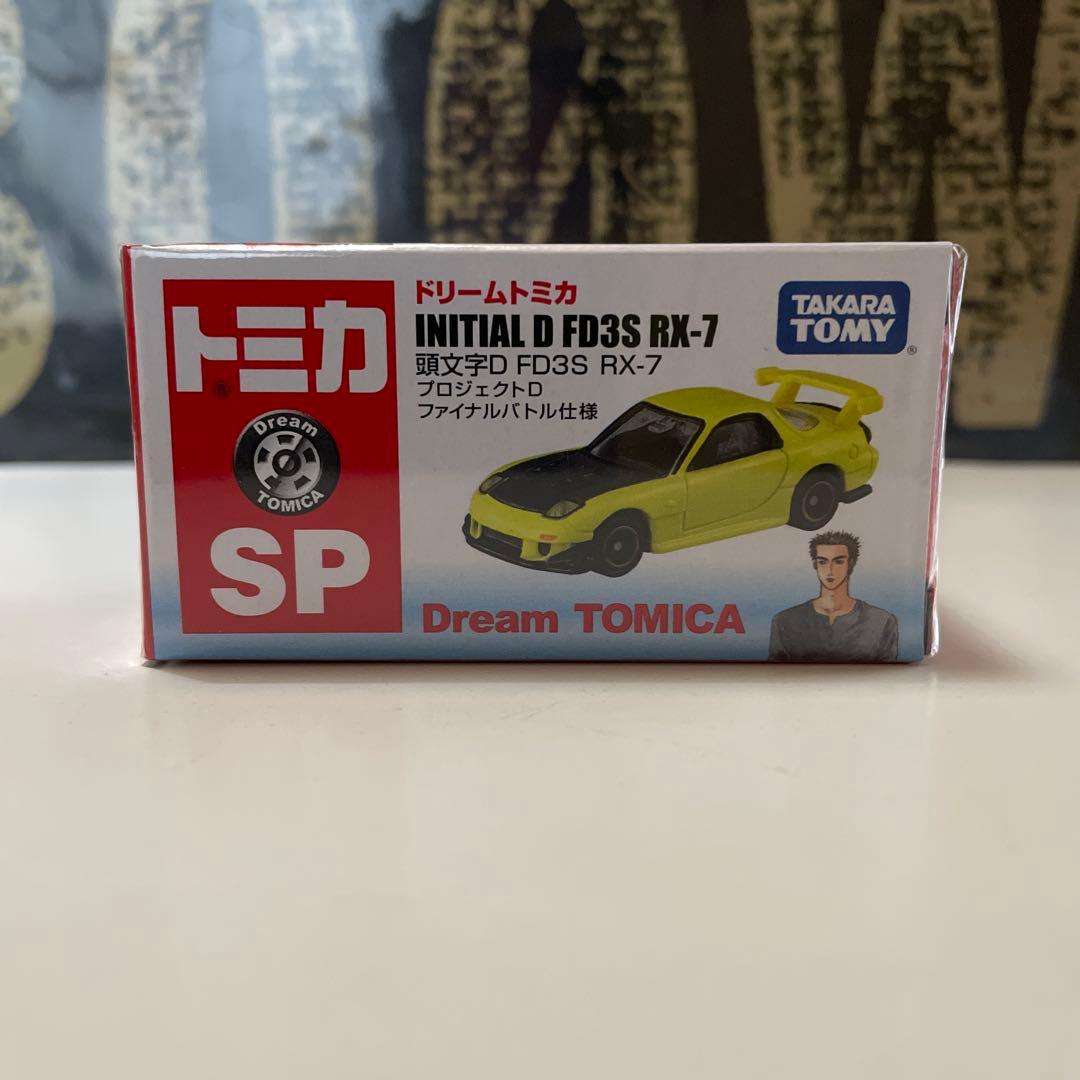 トミカ
®
Dream
TOMICA
SP
ドリームトミカ
INITIAL D FD3S RX-7
頭文字D FD3S RX-7
プロジェクトD
ファイナルバトル仕様
Dream TOMICA
TAKARA
TOMY
®